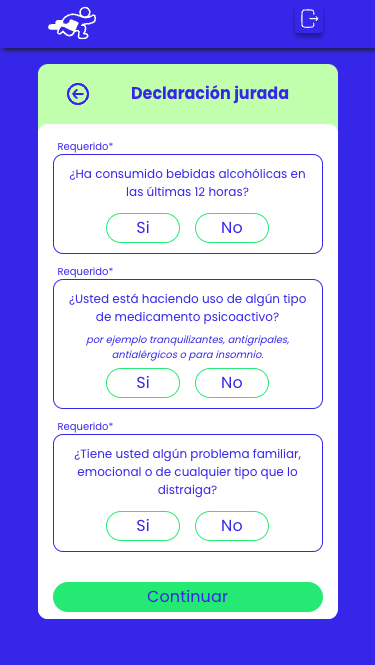 Declaración jurada
Requerido*
¿Ha consumido bebidas alcohólicas en
las últimas 12 horas?
Si
No
Requerido*
¿Usted está haciendo uso de algún tipo
de medicamento psicoactivo?
por ejemplo tranquilizantes, antigripales,
antialérgicos o para insomnio.
Si
No
Requerido*
¿Tiene usted algún problema familiar,
emocional o de cualquier tipo que lo
distraiga?
Si
No
Continuar